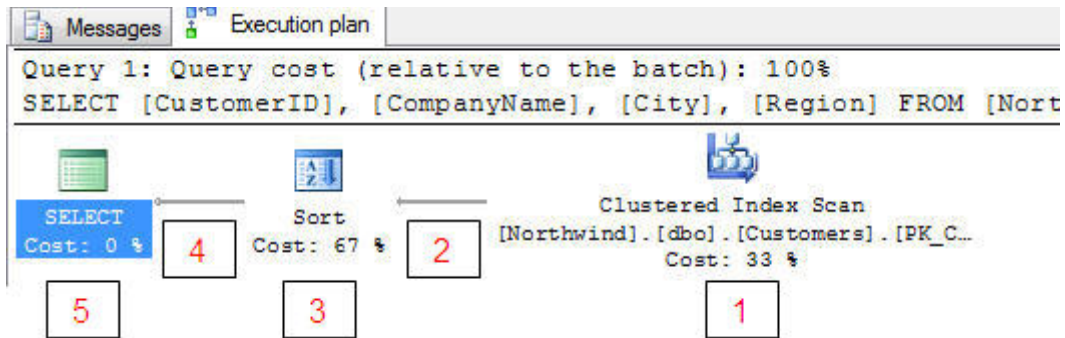 Messages Execution plan
Query 1: Query cost (relative to the batch): 100%
SELECT [CustomerID], [CompanyName], [City], [Region] FROM [Nort
SELECT
Cost: 0 %
4
Sort
Cost: 67 %
2
Clustered Index Scan
[Northwind].[dbo].[Customers].[PK_C…
Cost: 33 %
5
3
1